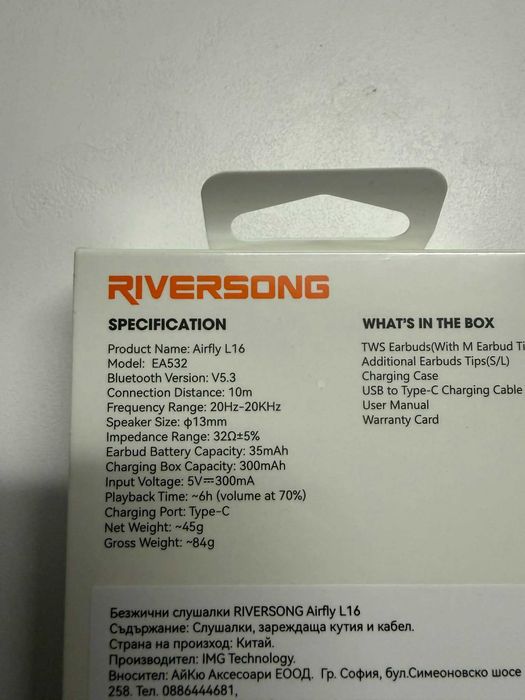 RIVERSONG
SPECIFICATION
Product Name: Airfly L16
Model: EA532
Bluetooth Version: V5.3
Connection Distance: 10m
Frequency Range: 20Hz-20KHz
Speaker Size: φ13mm
Impedance Range: 32Ω±5%
Earbud Battery Capacity: 35mAh
Charging Box Capacity: 300mAh
Input Voltage: 5V⎓300mA
Playback Time: ~6h (volume at 70%)
Charging Port: Type-C
Net Weight: ~45g
Gross Weight: ~84g
WHAT'S IN THE BOX
TWS Earbuds(With M Earbud Ti
Additional Earbuds Tips(S/L)
Charging Case
USB to Type-C Charging Cable
User Manual
Warranty Card
Безжични слушалки RIVERSONG Airfly L16
Съдържание: Слушалки, зареждаща кутия и кабел.
Страна на произход: Китай.
Производител: IMG Technology.
Вносител: АйКю Аксесоари ЕООД. Гр. София, бул.Симеоновско шосе
258. Тел. 0886444681,